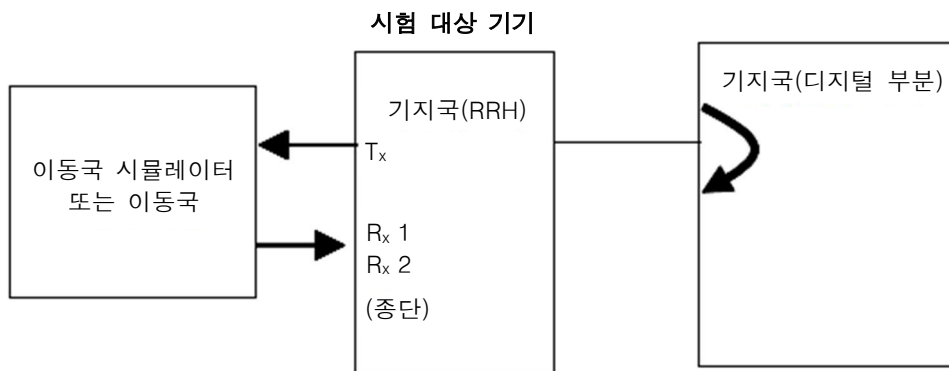 시험 대상 기기
이동국 시뮬레이터
또는 이동국
기지국(RRH)
Tx
Rx 1
Rx 2
(종단)
기지국(디지털 부분)